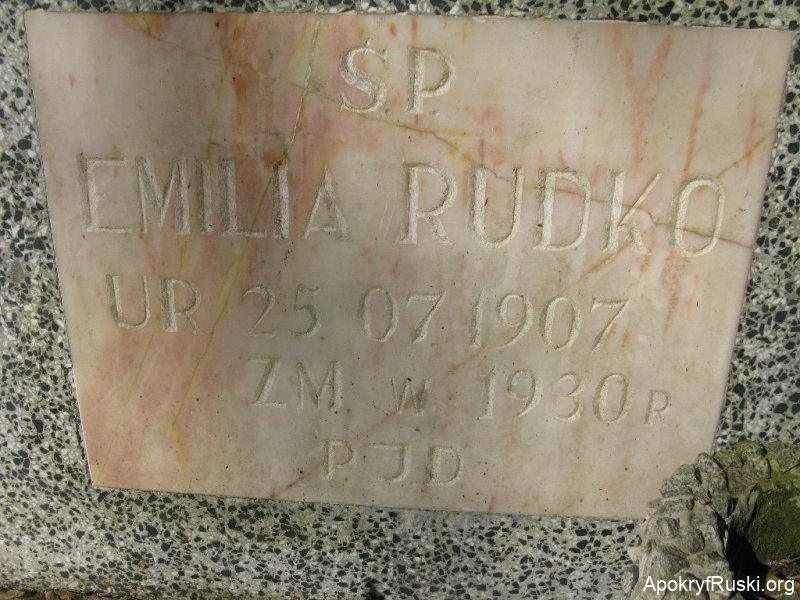 ŚP
EMILIA RUDKO
UR 25 07 1907
ZM W 1930 R
PJD
ApokryfRuski.org